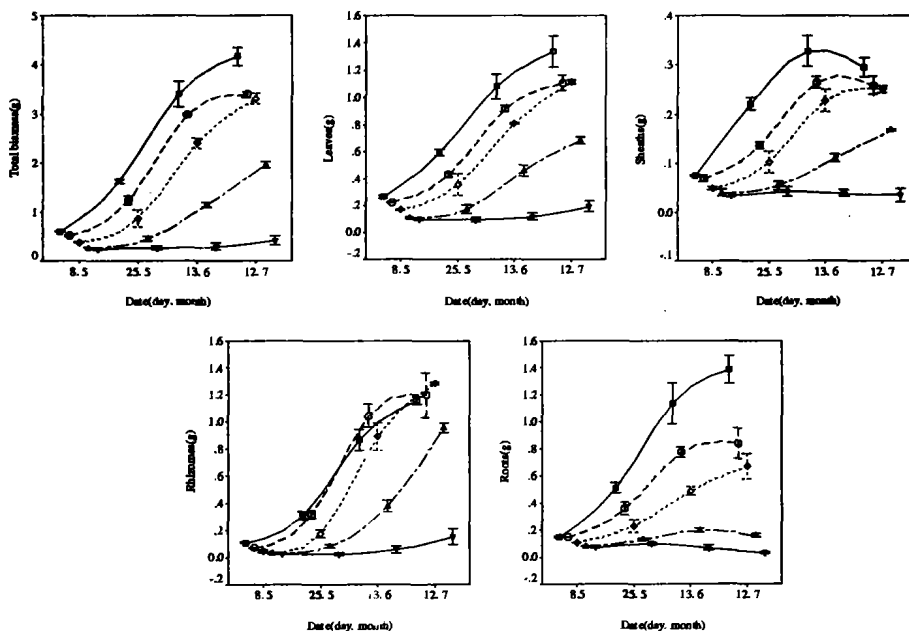 Total biaxmes(g)
5
4
3
2
1
0
8.5 25.5 13.6 12.7
Date(day, month)
Leaves(g)
1.6
1.4
1.2
1.0
.8
.6
.4
.2
0.0
-.2
8.5 25.5 13.6 12.7
Date(day, month)
Sheaths(g)
.4
.3
.2
.1
0.0
-.1
8.5 25.5 13.6 12.7
Date(day, month)
Rhizomes(g)
1.6
1.4
1.2
1.0
.8
.6
.4
.2
0.0
-.2
8.5 25.5 13.6 12.7
Date(day, month)
Roots(g)
1.6
1.4
1.2
1.0
.8
.6
.4
.2
0.0
-.2
8.5 25.5 13.6 12.7
Date(day, month)